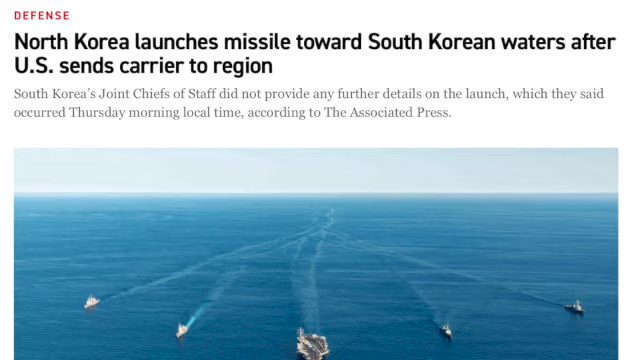 DEFENSE
North Korea launches missile toward South Korean waters after
U.S. sends carrier to region
South Korea's Joint Chiefs of Staff did not provide any further details on the launch, which they said
occurred Thursday morning local time, according to The Associated Press.